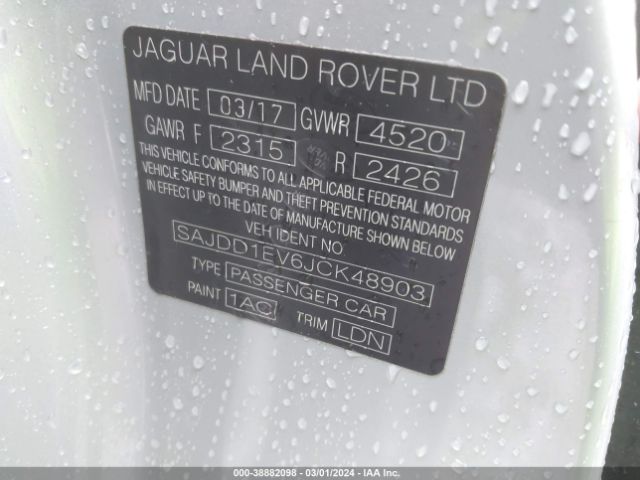 JAGUAR LAND ROVER LTD
MFD DATE 03/17 GVWR 4520
GAWR F 2315 R 2426
THIS VEHICLE CONFORMS TO ALL APPLICABLE FEDERAL MOTOR
VEHICLE SAFETY BUMPER AND THEFT PREVENTION STANDARDS
IN EFFECT UP TO DATE OF MANUFACTURE SHOWN BELOW
VEH IDENT NO.
SAJDD1EV6JCK48903
TYPE PASSENGER CAR
PAINT 1AC TRIM LDN
000-38882098 - 03/01/2024 - IAA Inc.